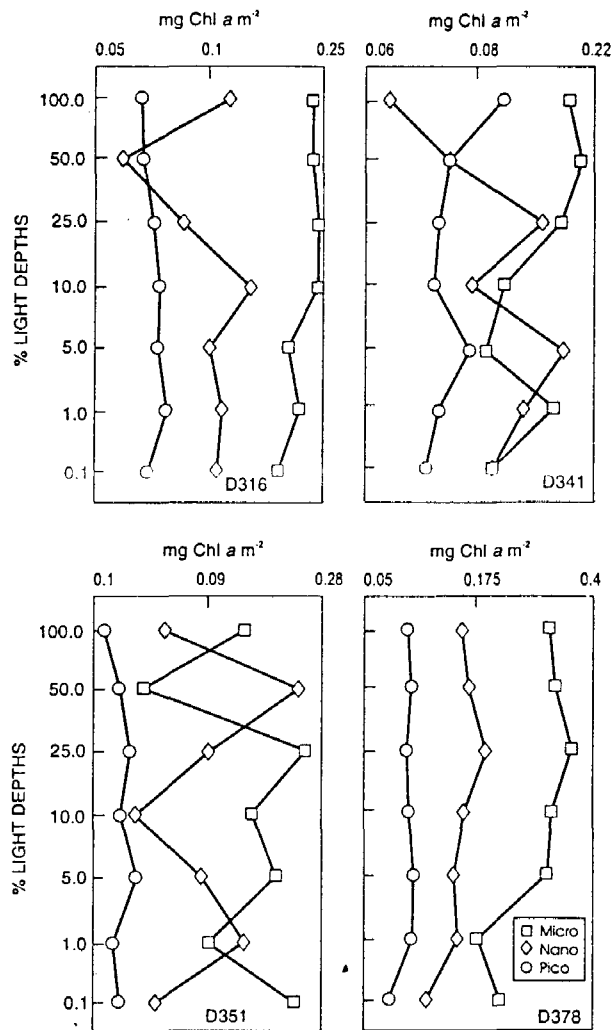 mg Chl a m⁻² mg Chl a m⁻²
0.05 0.1 0.25 0.06 0.08 0.22
% LIGHT DEPTHS
100.0
50.0
25.0
10.0
5.0
1.0
0.1
D316 D341
mg Chl a m⁻² mg Chl a m⁻²
0.1 0.09 0.28 0.05 0.175 0.4
% LIGHT DEPTHS
100.0
50.0
25.0
10.0
5.0
1.0
0.1
Micro
Nano
Pico
D351 D378